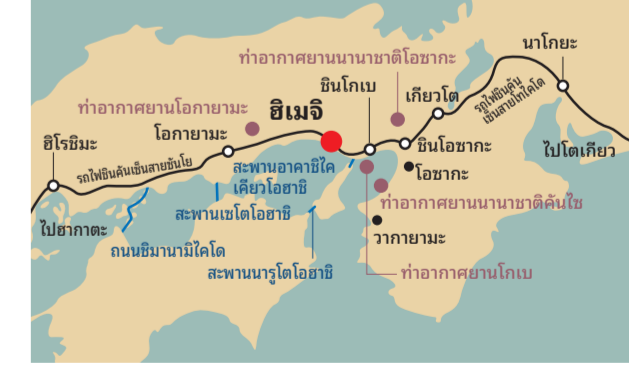 นาโกยะ
ท่าอากาศยานนานาชาติโอซากะ
ชินโกเบ
เกียวโต
รถไฟชินคัน
เซ็นสายโทไคโด
ท่าอากาศยานโอกายามะ
ฮิเมจิ
โอกายามะ
ฮิโรชิมะ
ชินโอซากะ
ไปโตเกียว
รถไฟชินคันเซ็นสายซันโย
สะพานอาคาชิไค
เคียวโอฮาชิ
โอซากะ
ท่าอากาศยานนานาชาติคันไซ
สะพานเซโตโอฮาชิ
ไปฮากาตะ
วากายามะ
ถนนชิมานามิไคโด
สะพานนารูโตโอฮาชิ
ท่าอากาศยานโกเบ